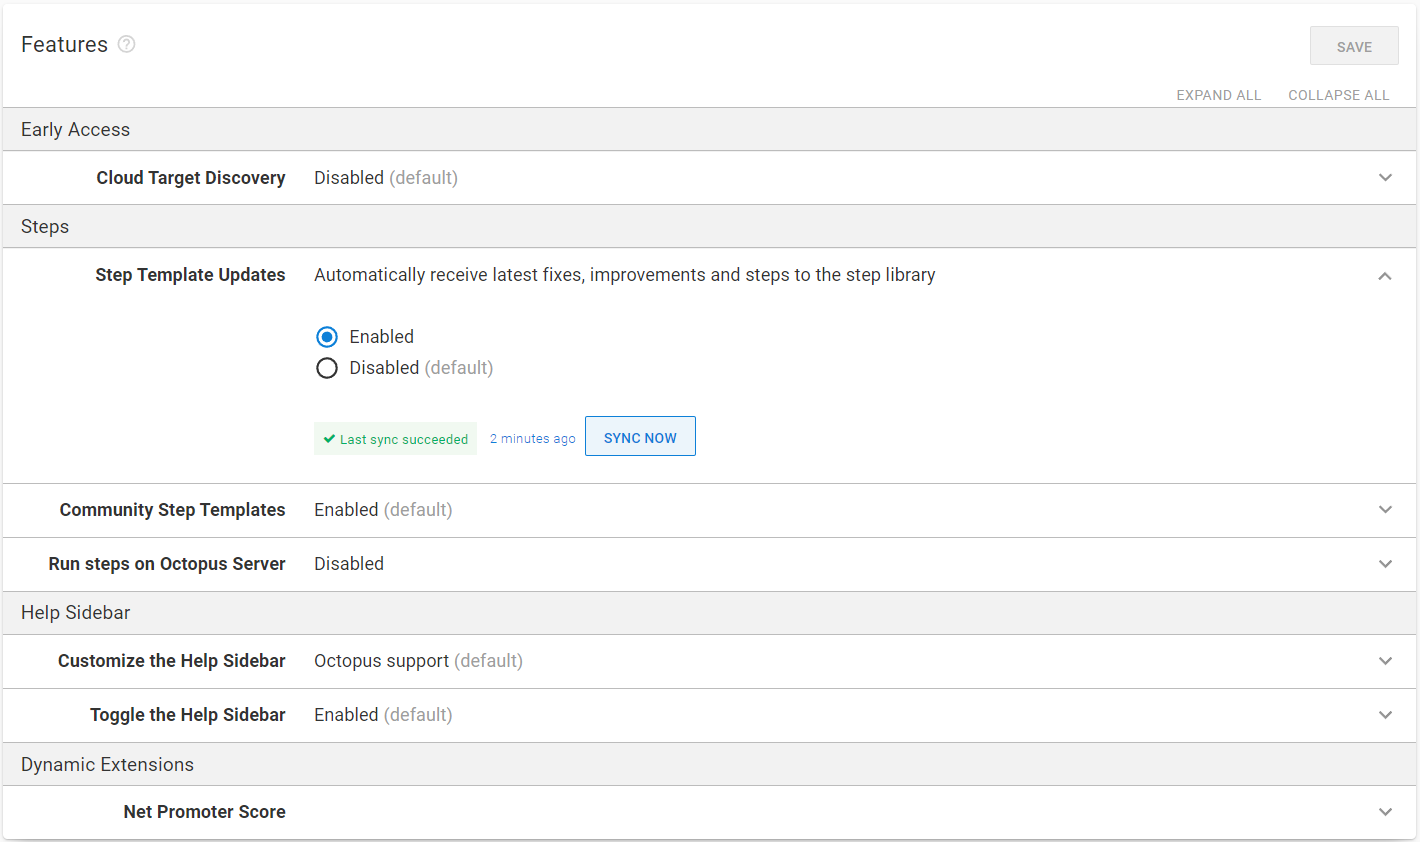 Features ?
SAVE
EXPAND ALL COLLAPSE ALL
Early Access
Cloud Target Discovery Disabled (default)
Steps
Step Template Updates Automatically receive latest fixes, improvements and steps to the step library
Enabled
Disabled (default)
Last sync succeeded 2 minutes ago SYNC NOW
Community Step Templates Enabled (default)
Run steps on Octopus Server Disabled
Help Sidebar
Customize the Help Sidebar Octopus support (default)
Toggle the Help Sidebar Enabled (default)
Dynamic Extensions
Net Promoter Score